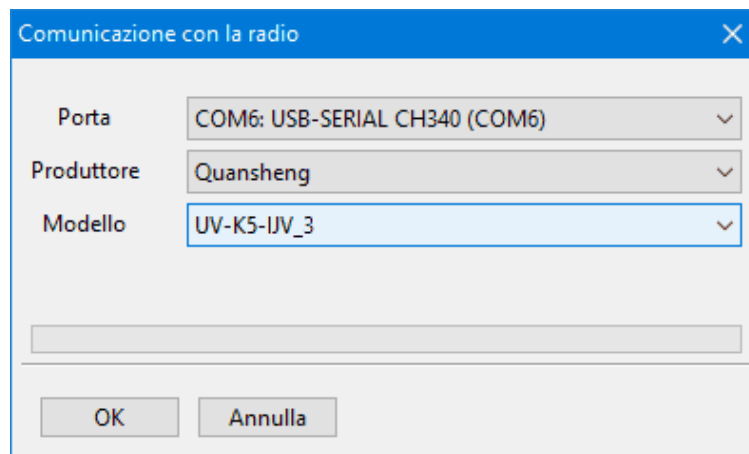 Comunicazione con la radio
Porta COM6: USB-SERIAL CH340 (COM6)
Produttore Quansheng
Modello UV-K5-IJV_3
OK Annulla